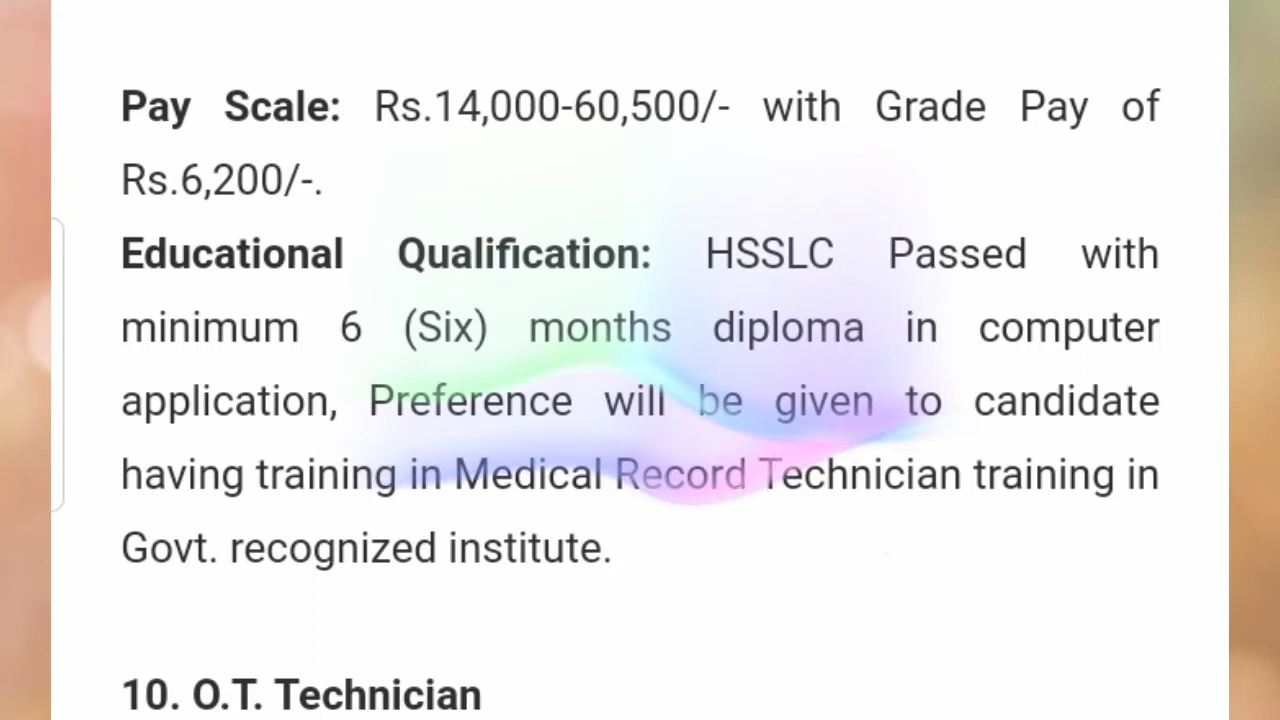 Pay Scale: Rs.14,000-60,500/- with Grade Pay of
Rs.6,200/-.
Educational Qualification: HSSLC Passed with
minimum 6 (Six) months diploma in computer
application, Preference will be given to candidate
having training in Medical Record Technician training in
Govt. recognized institute.
10. O.T. Technician